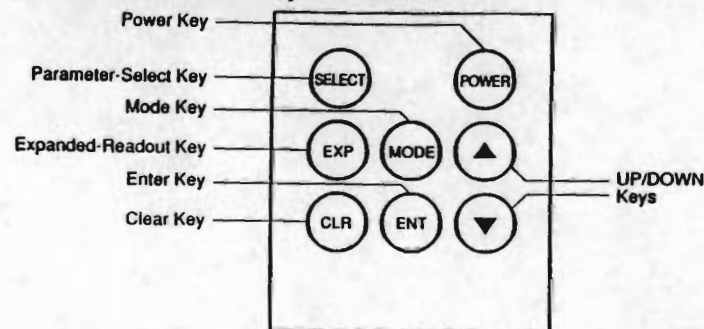 Power Key
Parameter-Select Key
SELECT
POWER
Mode Key
Expanded-Readout Key
EXP
MODE
Enter Key
UP/DOWN
Keys
Clear Key
CLR
ENT